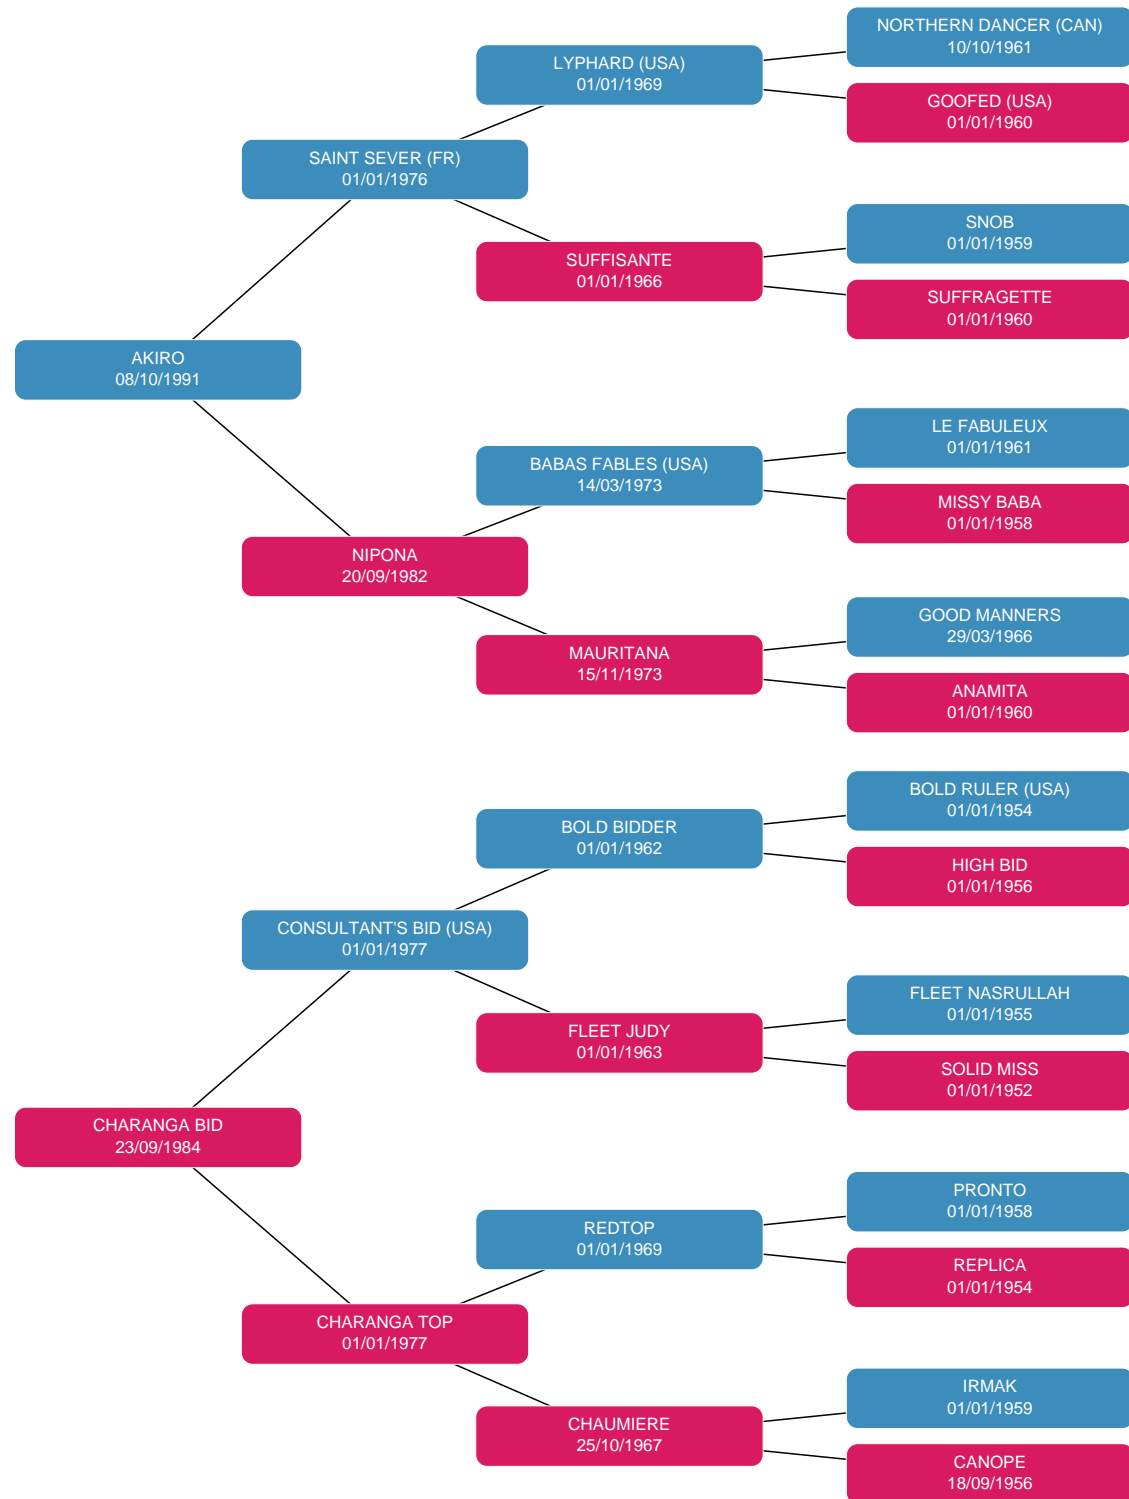 NORTHERN DANCER (CAN)
10/10/1961
LYPHARD (USA)
01/01/1969
GOOFED (USA)
01/01/1960
SAINT SEVER (FR)
01/01/1976
SNOB
01/01/1959
SUFFISANTE
01/01/1966
SUFFRAGETTE
01/01/1960
AKIRO
08/10/1991
LE FABULEUX
01/01/1961
BABAS FABLES (USA)
14/03/1973
MISSY BABA
01/01/1958
NIPONA
20/09/1982
GOOD MANNERS
29/03/1966
MAURITANA
15/11/1973
ANAMITA
01/01/1960
BOLD RULER (USA)
01/01/1954
BOLD BIDDER
01/01/1962
HIGH BID
01/01/1956
CONSULTANT'S BID (USA)
01/01/1977
FLEET NASRULLAH
01/01/1955
FLEET JUDY
01/01/1963
SOLID MISS
01/01/1952
CHARANGA BID
23/09/1984
PRONTO
01/01/1958
REDTOP
01/01/1969
REPLICA
01/01/1954
CHARANGA TOP
01/01/1977
IRMAK
01/01/1959
CHAUMIERE
25/10/1967
CANOPE
18/09/1956